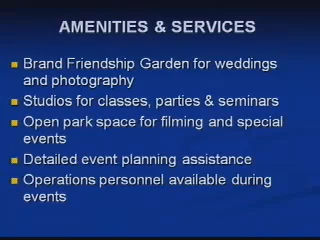 AMENITIES & SERVICES
Brand Friendship Garden for weddings
and photography
Studios for classes, parties & seminars
Open park space for filming and special
events
Detailed event planning assistance
Operations personnel available during
events